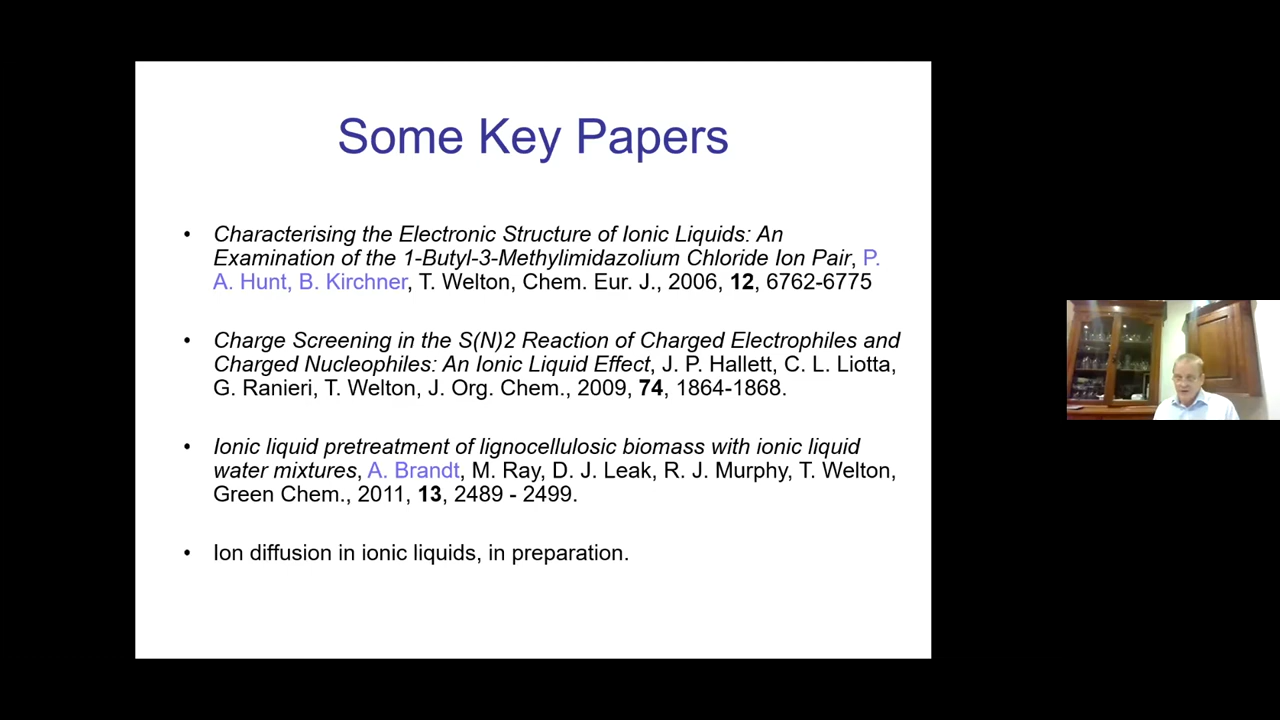 Some Key Papers
• Characterising the Electronic Structure of Ionic Liquids: An
Examination of the 1-Butyl-3-Methylimidazolium Chloride Ion Pair, P.
A. Hunt, B. Kirchner, T. Welton, Chem. Eur. J., 2006, 12, 6762-6775
• Charge Screening in the S(N)2 Reaction of Charged Electrophiles and
Charged Nucleophiles: An Ionic Liquid Effect, J. P. Hallett, C. L. Liotta,
G. Ranieri, T. Welton, J. Org. Chem., 2009, 74, 1864-1868.
• Ionic liquid pretreatment of lignocellulosic biomass with ionic liquid
water mixtures, A. Brandt, M. Ray, D. J. Leak, R. J. Murphy, T. Welton,
Green Chem., 2011, 13, 2489 - 2499.
• Ion diffusion in ionic liquids, in preparation.